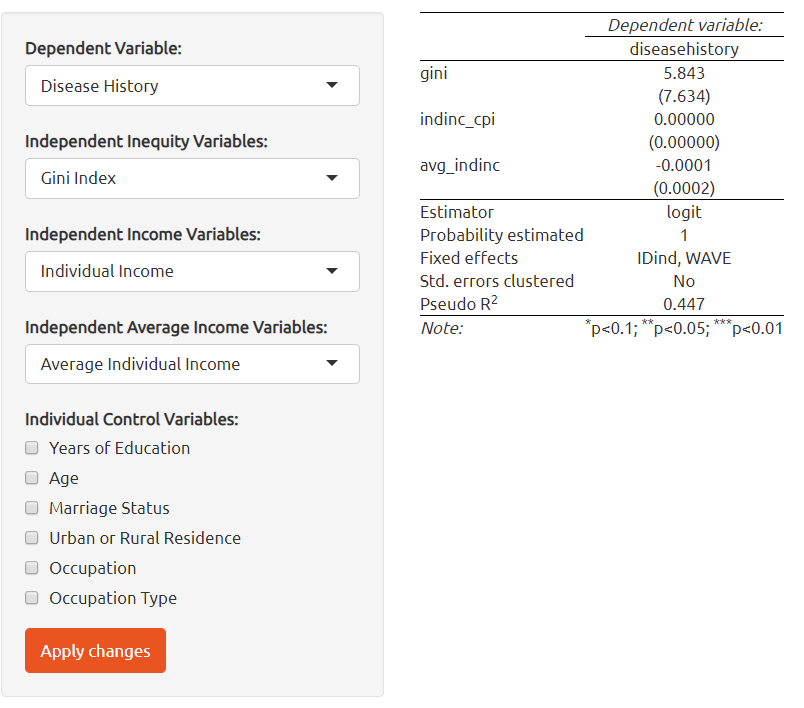 Dependent Variable:
Disease History
Independent Inequity Variables:
Gini Index
Independent Income Variables:
Individual Income
Independent Average Income Variables:
Average Individual Income
Individual Control Variables:
Years of Education
Age
Marriage Status
Urban or Rural Residence
Occupation
Occupation Type
Apply changes
Dependent variable:
diseasehistory
gini 5.843
(7.634)
indinc_cpi 0.00000
(0.00000)
avg_indinc -0.0001
(0.0002)
Estimator logit
Probability estimated 1
Fixed effects IDind, WAVE
Std. errors clustered No
Pseudo R2 0.447
Note: *p<0.1; **p<0.05; ***p<0.01